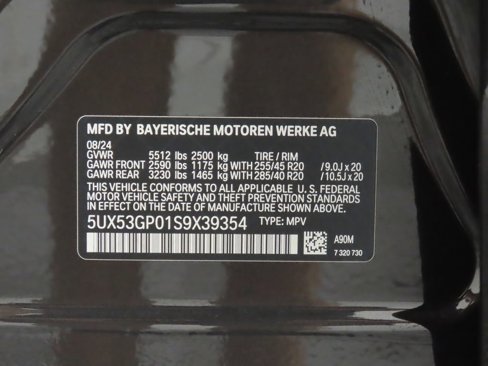 MFD BY BAYERISCHE MOTOREN WERKE AG
08/24
GVWR 5512 lbs 2500 kg TIRE / RIM
GAWR FRONT 2590 lbs 1175 kg WITH 255/45 R20 / 9.0J x 20
GAWR REAR 3230 lbs 1465 kg WITH 285/40 R20 / 10.5J x 20
THIS VEHICLE CONFORMS TO ALL APPLICABLE U. S. FEDERAL
MOTOR VEHICLE SAFETY, BUMPER, AND THEFT PREVENTION STANDARDS
IN EFFECT ON THE DATE OF MANUFACTURE SHOWN ABOVE.
5UX53GP01S9X39354 TYPE: MPV
A90M
7 320 730